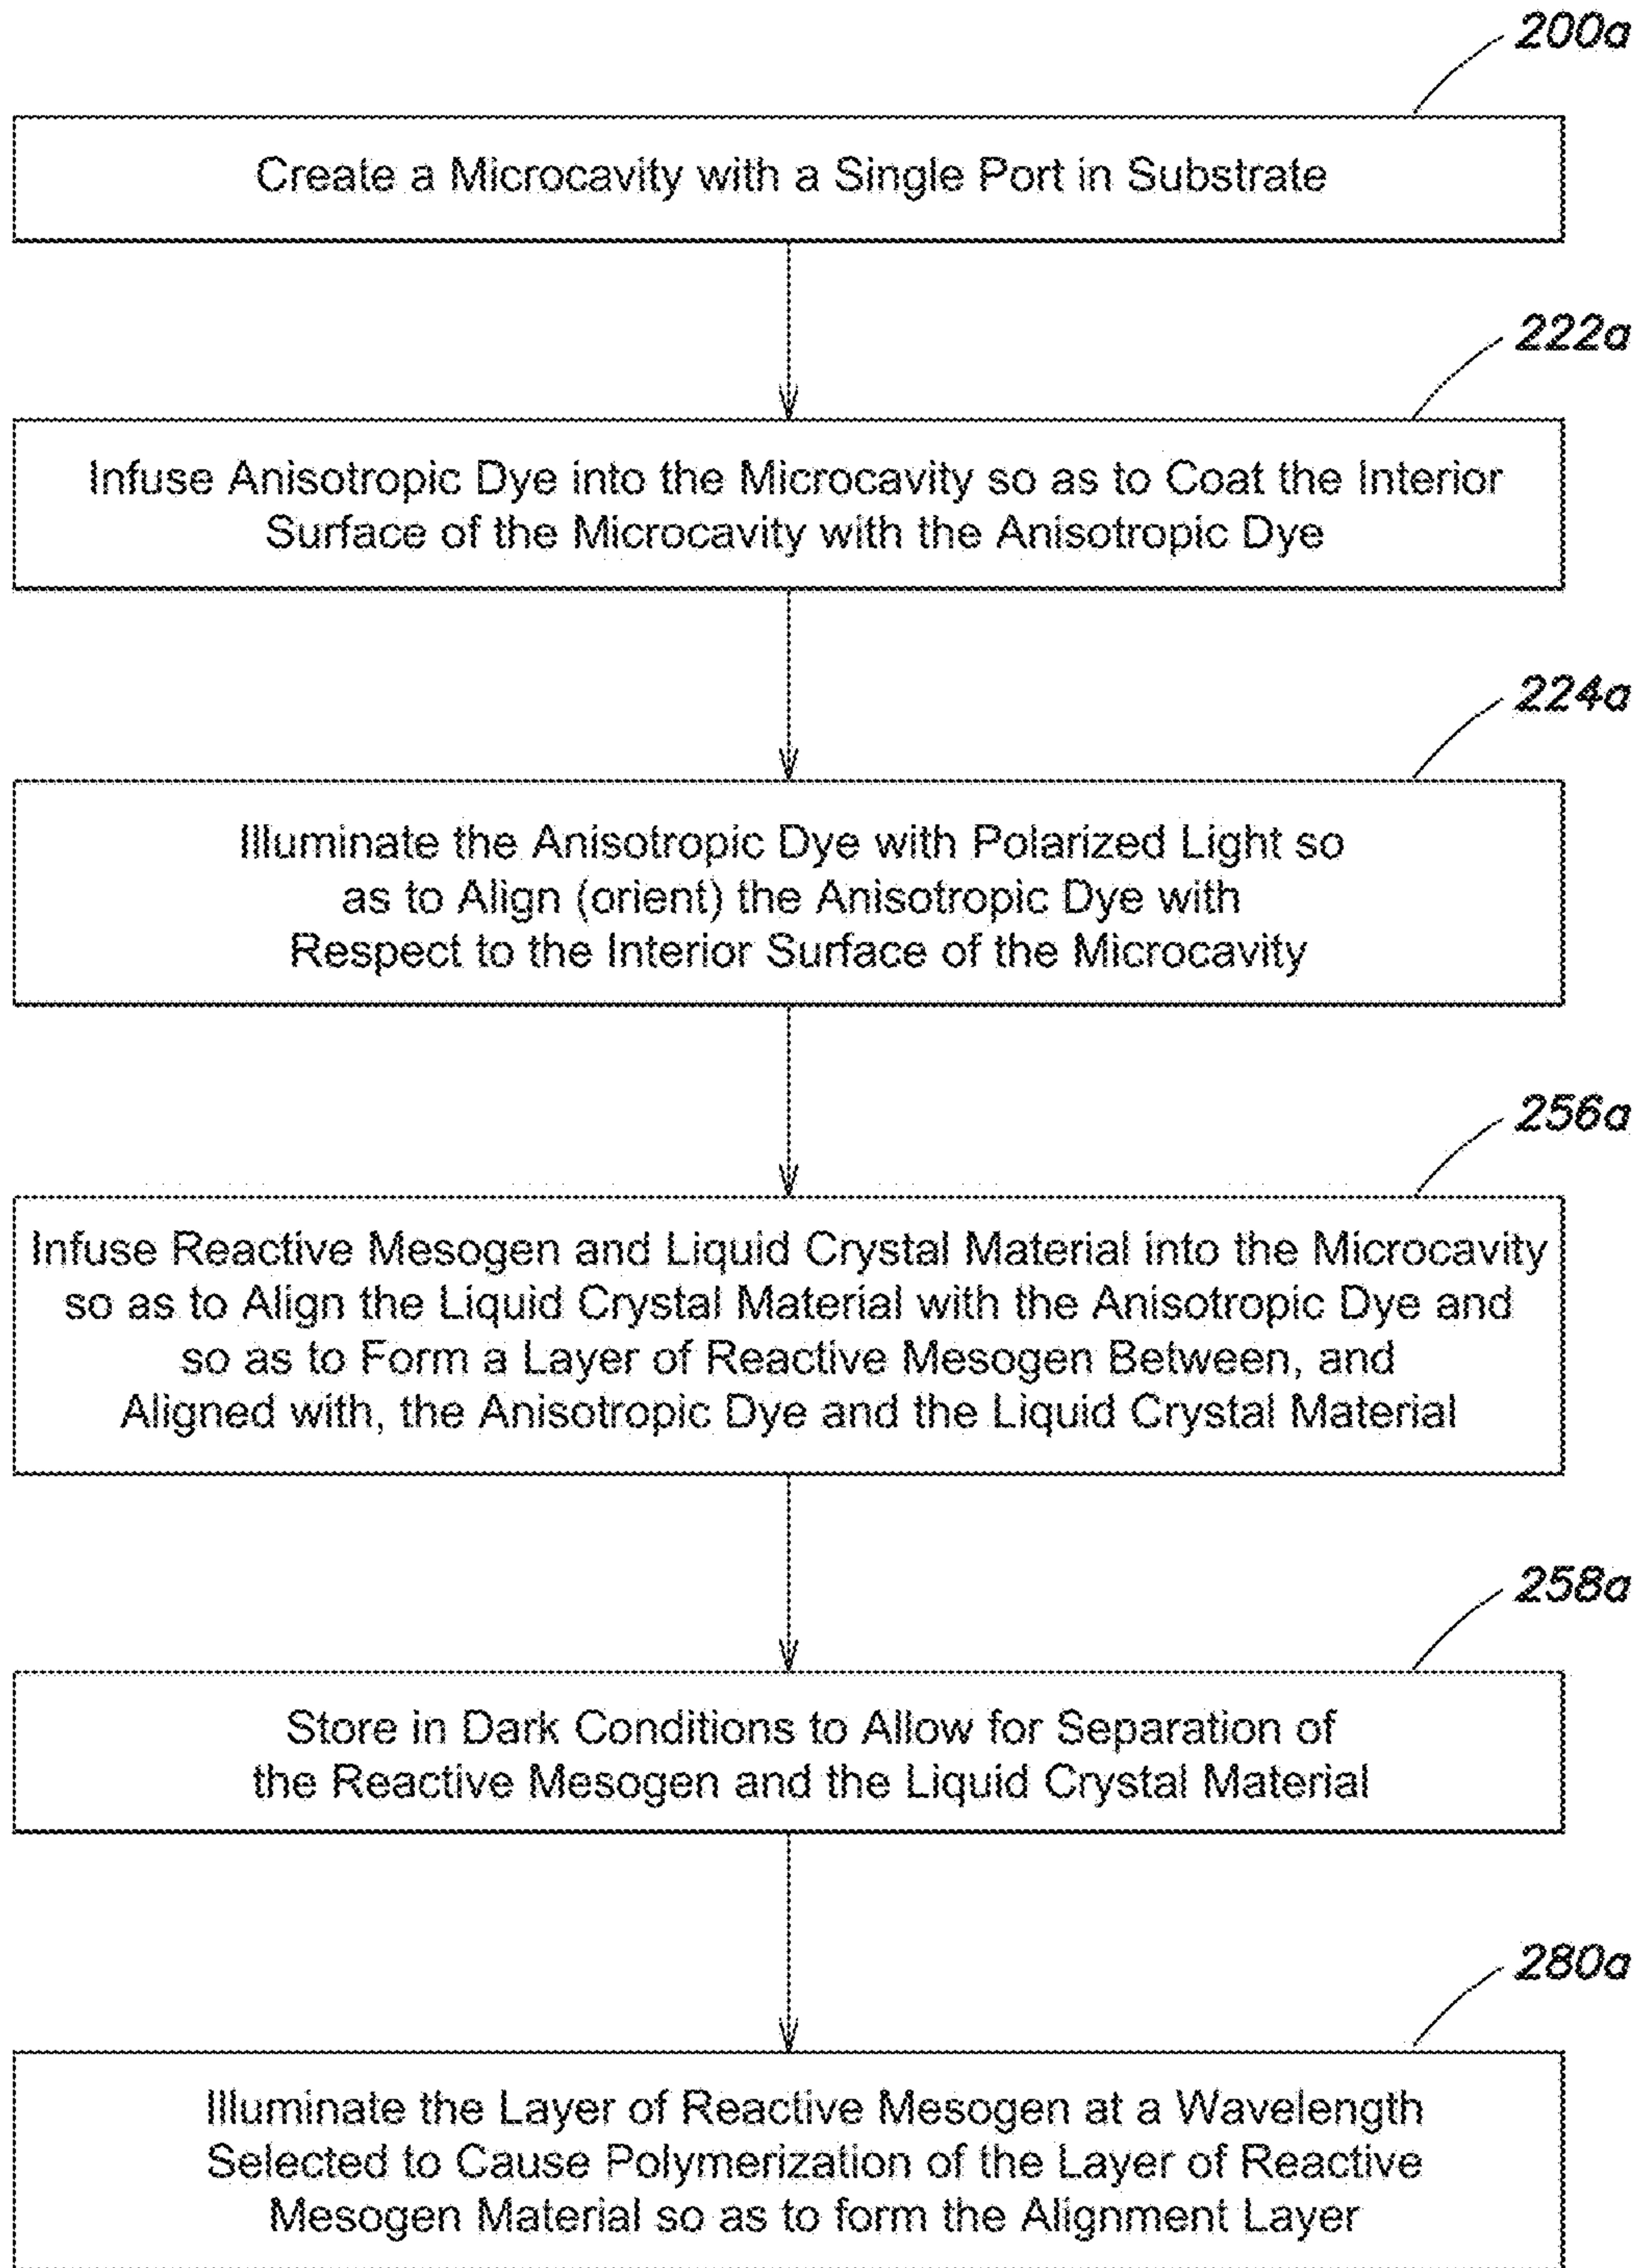 200a
Create a Microcavity with a Single Port in Substrate
222a
Infuse Anisotropic Dye into the Microcavity so as to Coat the Interior
Surface of the Microcavity with the Anisotropic Dye
224a
Illuminate the Anisotropic Dye with Polarized Light so
as to Align (orient) the Anisotropic Dye with
Respect to the Interior Surface of the Microcavity
256a
Infuse Reactive Mesogen and Liquid Crystal Material into the Microcavity
so as to Align the Liquid Crystal Material with the Anisotropic Dye and
so as to Form a Layer of Reactive Mesogen Between, and
Aligned with, the Anisotropic Dye and the Liquid Crystal Material
258a
Store in Dark Conditions to Allow for Separation of
the Reactive Mesogen and the Liquid Crystal Material
280a
Illuminate the Layer of Reactive Mesogen at a Wavelength
Selected to Cause Polymerization of the Layer of Reactive
Mesogen Material so as to form the Alignment Layer